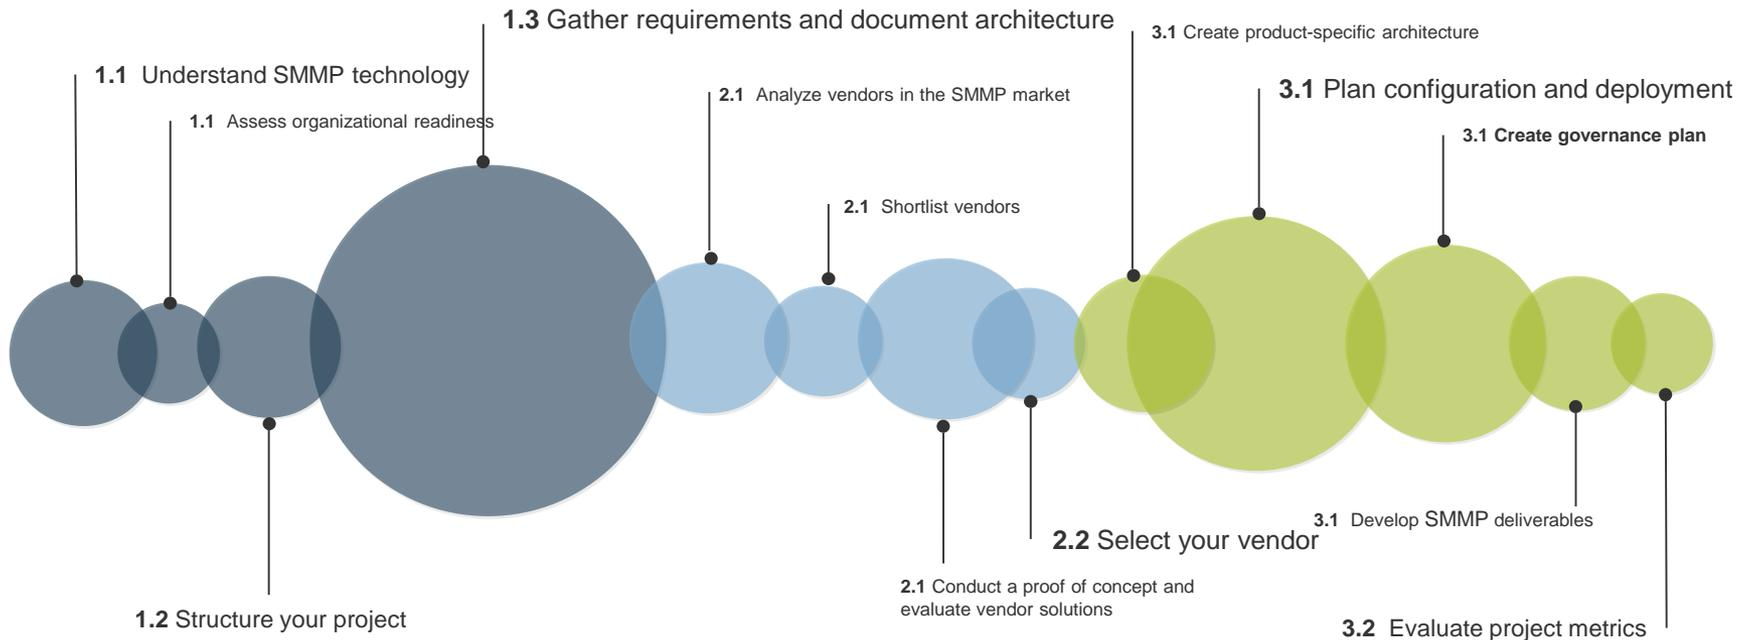 1.3 Gather requirements and document architecture
3.1 Create product-specific architecture
1.1 Understand SMMP technology
3.1 Plan configuration and deployment
2.1 Analyze vendors in the SMMP market
1.1 Assess organizational readiness
3.1 Create governance plan
2.1 Shortlist vendors
3.1 Develop SMMP deliverables
2.2 Select your vendor
2.1 Conduct a proof of concept and
evaluate vendor solutions
1.2 Structure your project
3.2 Evaluate project metrics